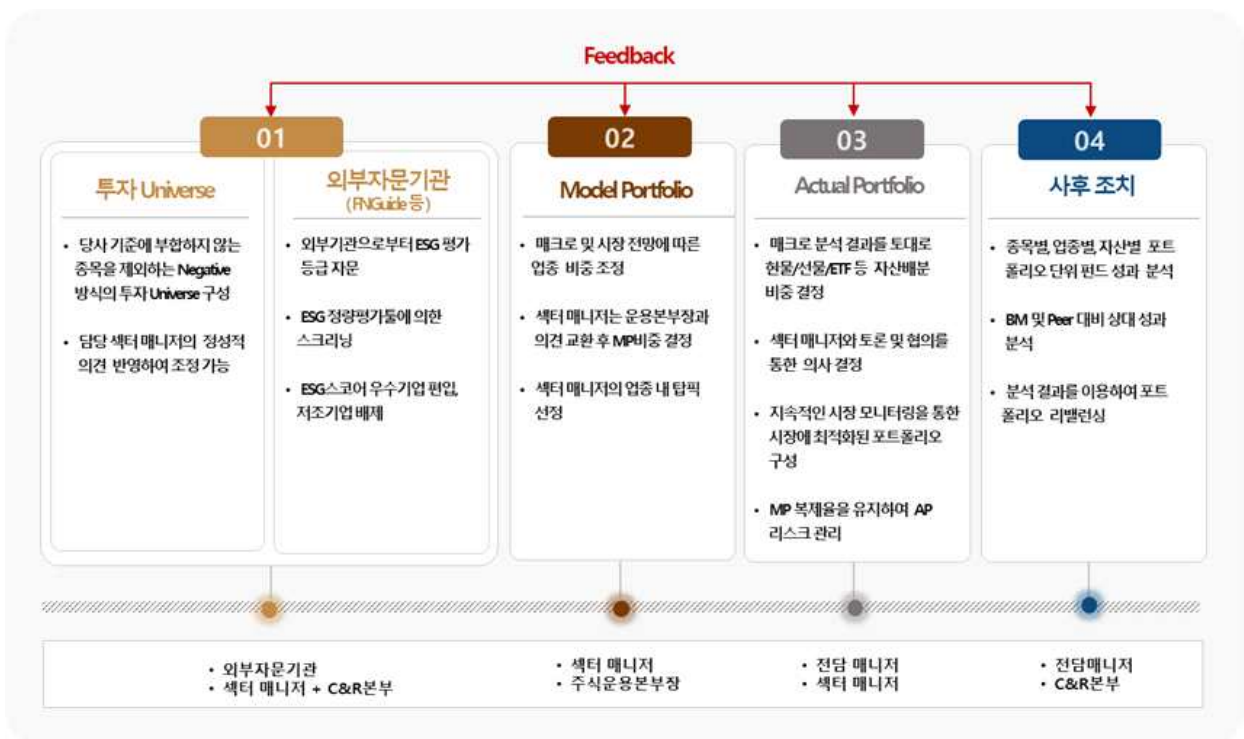 Feedback
01
투자 Universe
• 당사 기준에 부합하지 않는
종목을 제외하는 Negative
방식의 투자 Universe 구성
• 담당 섹터 매니저의 정성적
의견 반영하여 조정 가능
외부자문기관
(FNGuide 등)
• 외부기관으로부터 ESG 평가
등급 자문
• ESG 정량평가툴에 의한
스크리닝
• ESG스코어 우수기업 편입,
저조기업 배제
02
Model Portfolio
• 매크로 및 시장 전망에 따른
업종 비중 조정
• 섹터 매니저는 운용본부장과
의견 교환 후 MP비중 결정
• 섹터 매니저의 업종 내 탑픽
선정
03
Actual Portfolio
• 매크로 분석 결과를 토대로
현물/선물/ETF 등 자산배분
비중 결정
• 섹터 매니저와 토론 및 협의를
통한 의사 결정
• 지속적인 시장 모니터링을 통한
시장에 최적화된 포트폴리오
구성
• MP 복제율을 유지하여 AP
리스크 관리
04
사후 조치
• 종목별, 업종별, 자산별 포트
폴리오 단위 펀드 성과 분석
• BM 및 Peer 대비 상대 성과
분석
• 분석 결과를 이용하여 포트
폴리오 리밸런싱
• 외부자문기관
• 섹터 매니저 + C&R본부
• 섹터 매니저
• 주식운용본부장
• 전담 매니저
• 섹터 매니저
• 전담매니저
• C&R본부